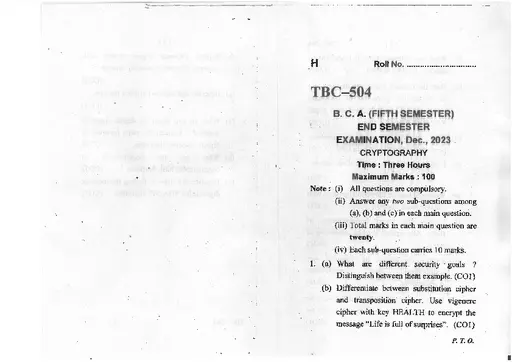 H Roll No. ..............................
TBC–504
B. C. A. (FIFTH SEMESTER)
END SEMESTER
EXAMINATION, Dec., 2023
CRYPTOGRAPHY
Time : Three Hours
Maximum Marks : 100
Note : (i) All questions are compulsory.
(ii) Answer any two sub-questions among
(a), (b) and (c) in each main question.
(iii) Total marks in each main question are
twenty.
(iv) Each sub-question carries 10 marks.
1. (a) What are different security goals ?
Distinguish between them example. (CO1)
(b) Differentiate between substitution cipher
and transposition cipher. Use vigenere
cipher with key HEALTH to encrypt the
message "Life is full of surprises". (CO1)
P. T. O.